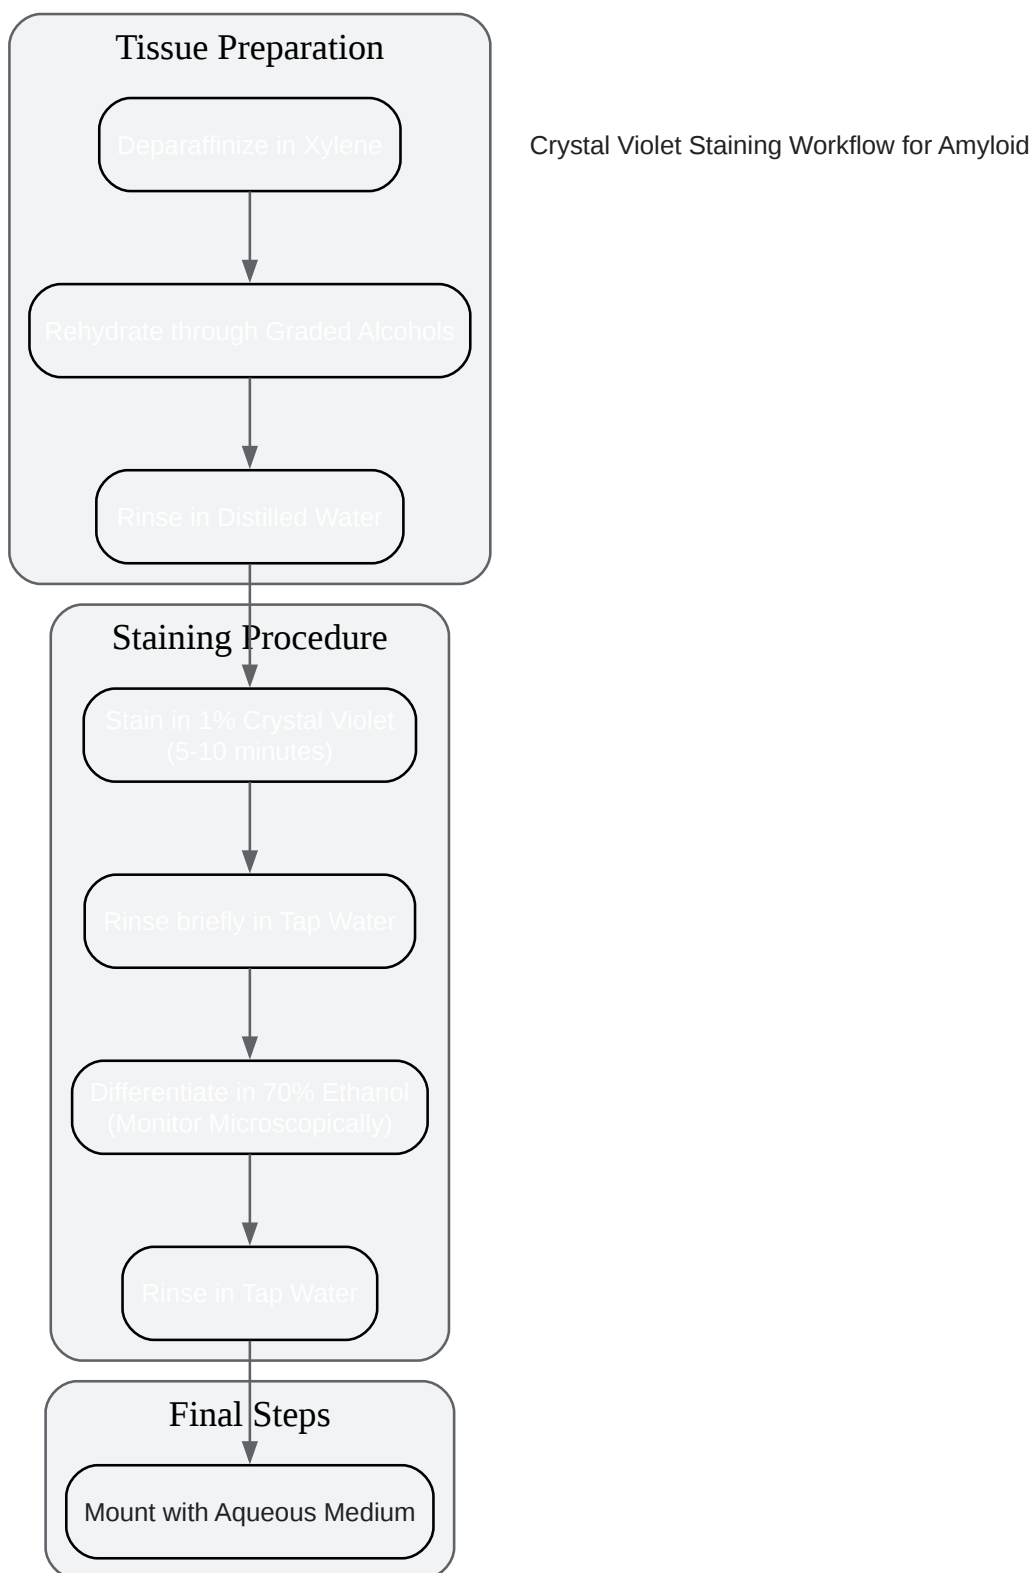 Tissue Preparation
Deparaffinize in Xylene
Crystal Violet Staining Workflow for Amyloid
Rehydrate through Graded Alcohols
Rinse in Distilled Water
Staining Procedure
Stain in 1% Crystal Violet
(5-10 minutes)
Rinse briefly in Tap Water
Differentiate in 70% Ethanol
(Monitor Microscopically)
Rinse in Tap Water
Final Steps
Mount with Aqueous Medium